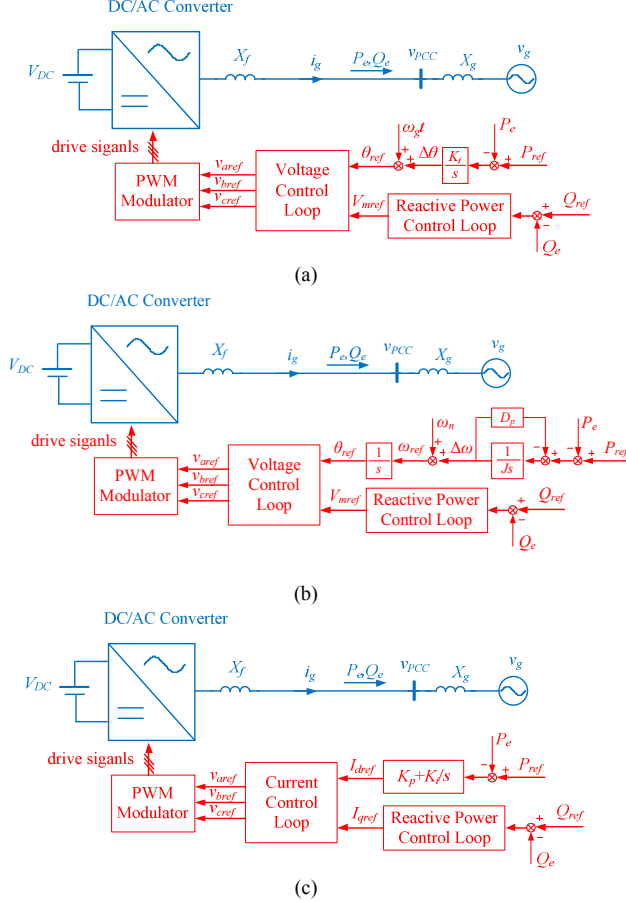 DC/AC Converter
V_DC
X_f
i_g
P_e,Q_e
v_PCC
X_g
v_g
drive siganls
PWM
Modulator
v_aref
v_bref
v_cref
Voltage
Control
Loop
θ_ref
ω_g t
Δθ
K_i
s
P_e
P_ref
V_mref
Reactive Power
Control Loop
Q_ref
Q_e
(a)
DC/AC Converter
V_DC
X_f
i_g
P_e,Q_e
v_PCC
X_g
v_g
drive siganls
PWM
Modulator
v_aref
v_bref
v_cref
Voltage
Control
Loop
θ_ref
1
s
ω_ref
ω_n
Δω
D_p
1
Js
P_e
P_ref
V_mref
Reactive Power
Control Loop
Q_ref
Q_e
(b)
DC/AC Converter
V_DC
X_f
i_g
P_e,Q_e
v_PCC
X_g
v_g
drive siganls
PWM
Modulator
v_aref
v_bref
v_cref
Current
Control
Loop
I_dref
K_p+K_i/s
P_e
P_ref
I_qref
Reactive Power
Control Loop
Q_ref
Q_e
(c)